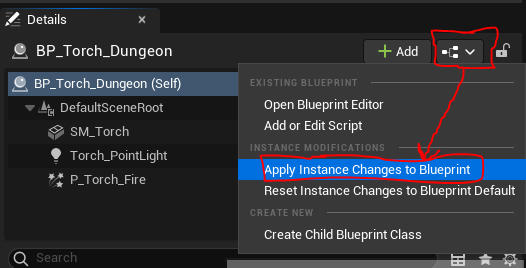 Details
BP_Torch_Dungeon
Add
BP_Torch_Dungeon (Self)
DefaultSceneRoot
SM_Torch
Torch_PointLight
P_Torch_Fire
Search
EXISTING BLUEPRINT
Open Blueprint Editor
Add or Edit Script
INSTANCE MODIFICATIONS
Apply Instance Changes to Blueprint
Reset Instance Changes to Blueprint Default
CREATE NEW
Create Child Blueprint Class